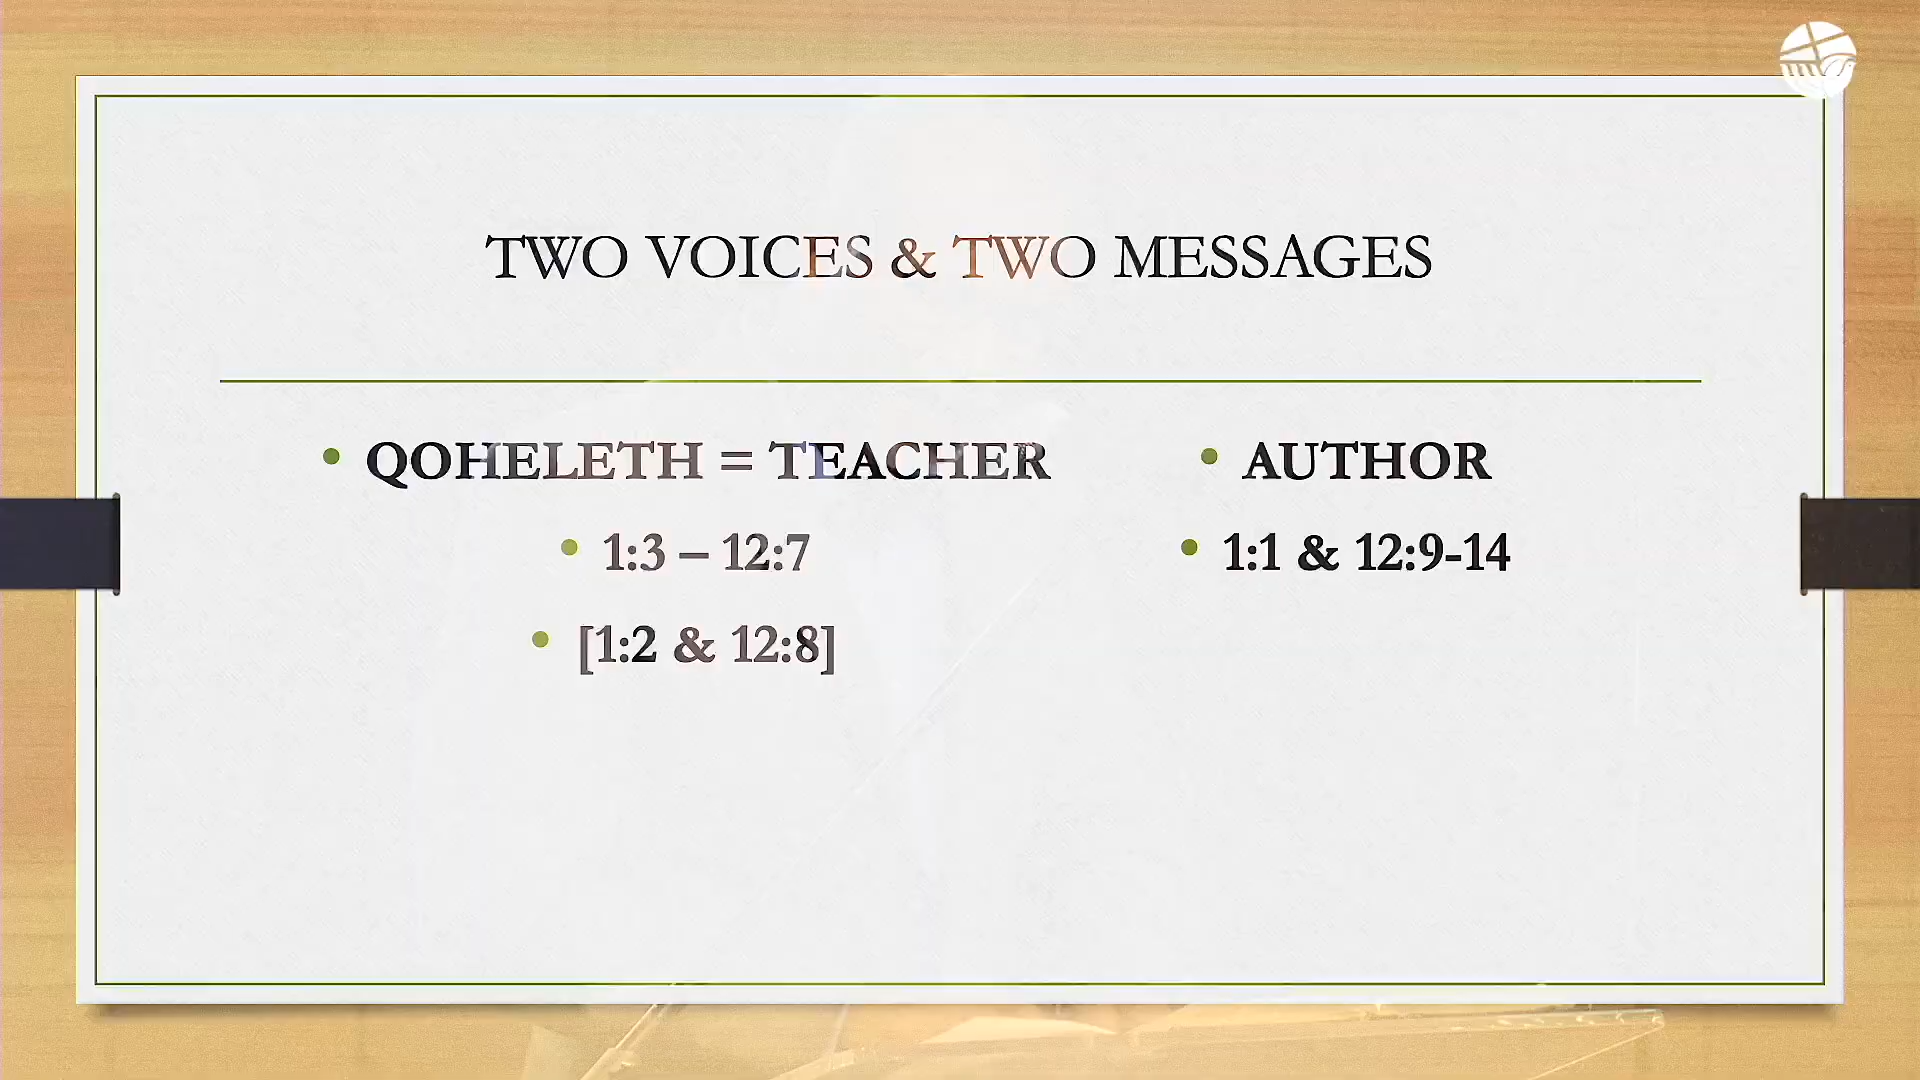 TWO VOICES & TWO MESSAGES
• QOHELETH = TEACHER
• 1:3 – 12:7
• [1:2 & 12:8]
• AUTHOR
• 1:1 & 12:9-14